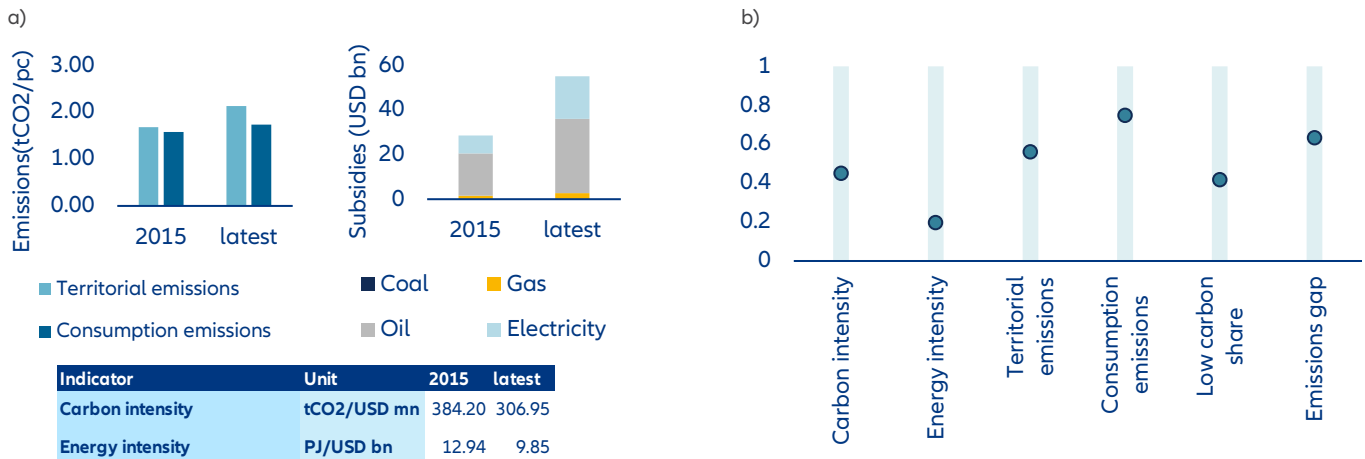 a)
Emissions(tCO2/pc)
3.00
2.00
1.00
0.00
2015 latest
Territorial emissions
Consumption emissions
Subsidies (USD bn)
60
40
20
0
2015 latest
Coal Gas
Oil Electricity
Indicator Unit 2015 latest
Carbon intensity tCO2/USD mn 384.20 306.95
Energy intensity PJ/USD bn 12.94 9.85
b)
1
0.8
0.6
0.4
0.2
0
Carbon intensity
Energy intensity
Territorial
emissions
Consumption
emissions
Low carbon
share
Emissions gap